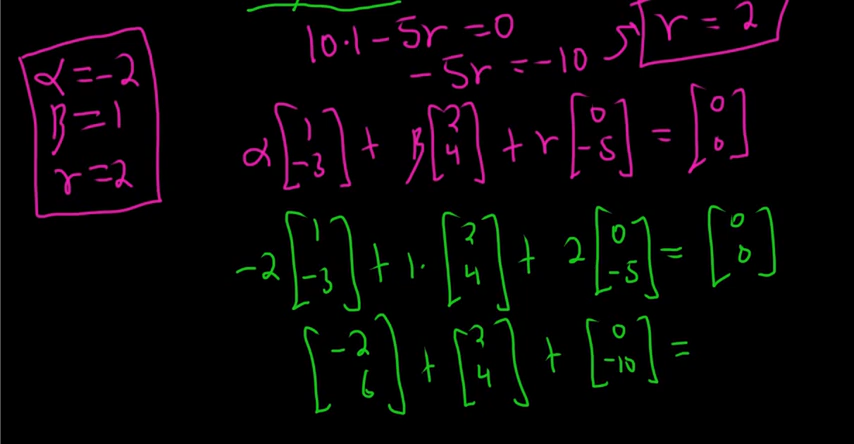 10·1 - 5r = 0
-5r = -10 r = 2
α = -2
β = 1
r = 2
α [1 -3] + β [2 4] + r [0 -5] = [0 0]
-2 [1 -3] + 1· [2 4] + 2 [0 -5] = [0 0]
[-2 6] + [2 4] + [0 -10] =